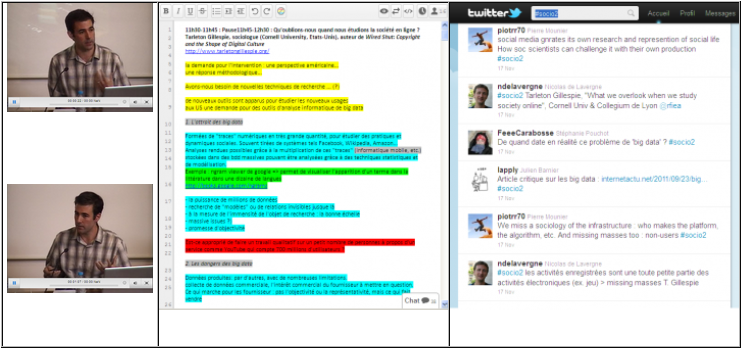 11h30-11h45 : Pause11h45-12h30 : Qu'oublions-nous quand nous étudions la société en ligne ?
Tarleton Gillespie, sociologue (Cornell University, Etats Unis), auteur de Wired Shut: Copyright
and the Shape of Digital Culture
http://www.tarletongillespie.org/
la demande pour l'intervention : une perspective américaine...
une réponse méthodologique...
Avons-nous besoin de nouvelles techniques de recherche ... (?)
de nouveaux outils sont apparus pour étudier les nouveaux usages
aux US une demande pour des outils d'analyse informatique de big data
1. L'attrait des big data
Formées de "traces" numériques en très grande quantité, pour étudier des pratiques et
dynamiques sociales. Souvent tirées de systèmes tels Facebook, Wikipedia, Amazon...
Analyses rendues possibles grâce à la multiplication de ces "traces" (informatique mobile, etc.)
stockées dans des bdd massives pouvant être analysées grâce à des techniques statistiques et
de modélisation.
Exemple : ngram viewer de google => permet de visualiser l'apparition d'un terme dans la
littérature dans une dizaine de langues
- la puissance de millions de données
- recherche de "modèles" ou de relations invisibles jusque là
- à la mesure de l'immensité de l'objet de recherche : la bonne échelle
- massive issues ?
- promesse d'objectivité
2. Les dangers des big data
Données produites par d'autres, avec de nombreuses limitations
collecte de données commerciale, l'intérêt commercial du fournisseur à mettre en question.
Ce qui marche pour les fournisseur : pas l'objectivité ou la représentativité, mais ce qui fait
vendre
Chat
twitter
#socio2
Accueil Profil Messages
piotrr70 Pierre Mounier
social media gnaites its own research and represention of social life
How soc scientists can challenge it with their own production
#socio2
17 Nov
ndelavergne Nicolas de Lavergne
#socio2 Tarleton Gillespie, "What we overlook when we study
society online", Cornell Univ & Collegium de Lyon @rfiea
17 Nov
FeeeCarabosse Stéphanie Pouchot
De quand date en réalité ce problème de 'big data' ? #socio2
17 Nov
lapply Julien Barnier
Article critique sur les big data : internetactu.net/2011/09/23/big...
#socio2
17 Nov
piotrr70 Pierre Mounier
We miss a sociology of the infrastructure : who makes the platform,
the algorithm, etc. And missing masses too : non-users #socio2
17 Nov
ndelavergne Nicolas de Lavergne
#socio2 les activités enregistrées sont une toute petite partie des
activités électroniques (ex. jeu) > missing masses T. Gillespie
17 Nov